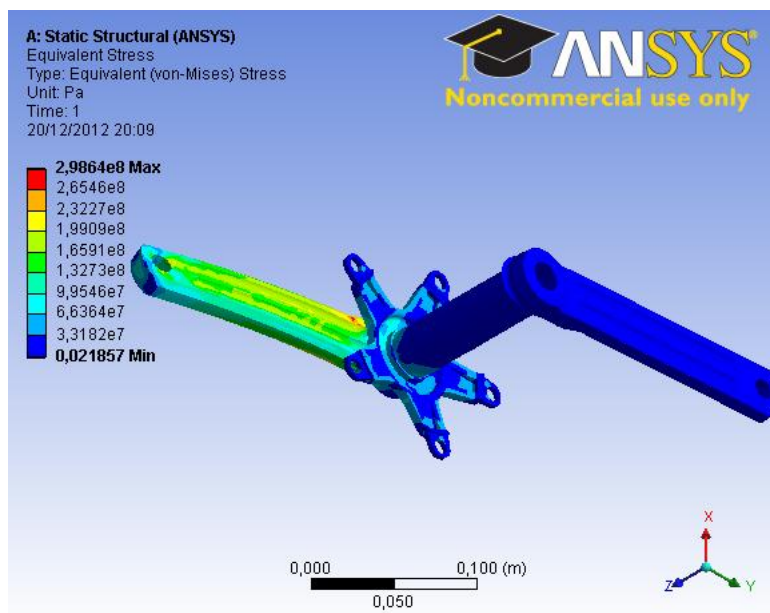 A: Static Structural (ANSYS)
Equivalent Stress
Type: Equivalent (von-Mises) Stress
Unit: Pa
Time: 1
20/12/2012 20:09
ANSYS®
Noncommercial use only
2,9864e8 Max
2,6546e8
2,3227e8
1,9909e8
1,6591e8
1,3273e8
9,9546e7
6,6364e7
3,3182e7
0,021857 Min
0,000 0,100 (m)
0,050
X
Z Y